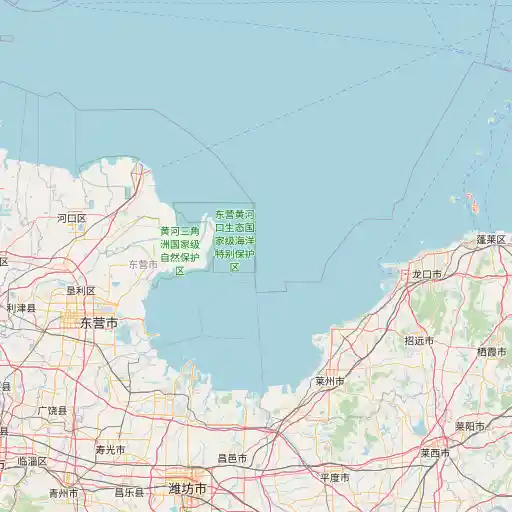 东营黄河
口生态国
家级海洋
特别保护
区
河口区
黄河三角
洲国家级
自然保护
区
蓬莱区
东营市
龙口市
垦利区
利津县
东营市
招远市
栖霞市
莱州市
广饶县
莱阳市
寿光市
莱西市
昌邑市
临淄区
平度市
潍坊市
青州市
昌乐县